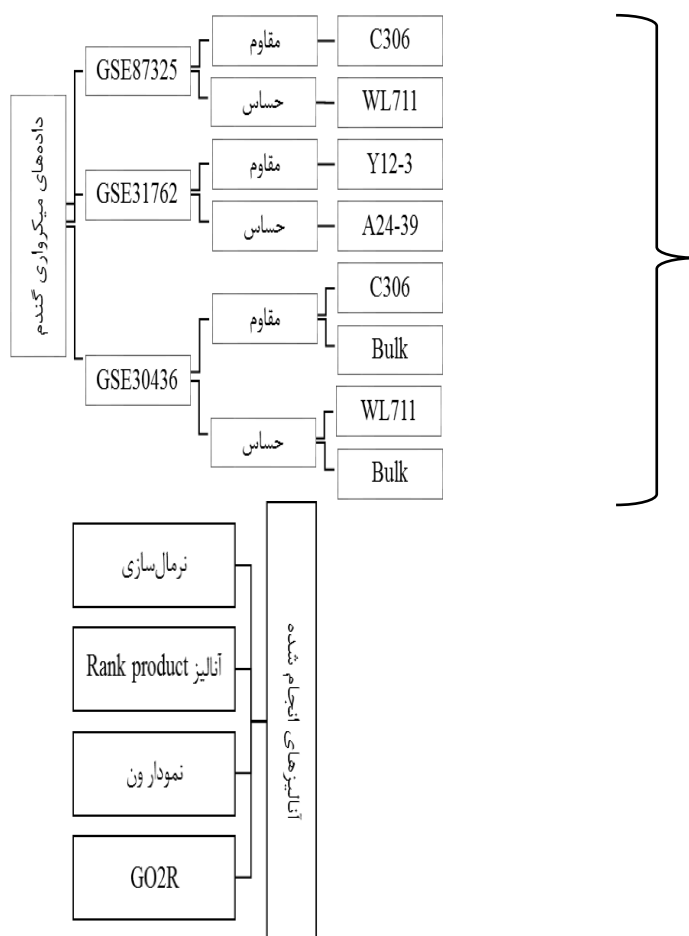 داده‌های میکرواری گندم
GSE87325
مقاوم
C306
حساس
WL711
GSE31762
مقاوم
Y12-3
حساس
A24-39
GSE30436
مقاوم
C306
Bulk
حساس
WL711
Bulk
آنالیزهای انجام شده
نرمال‌سازی
آنالیز Rank product
نمودار ون
GO2R